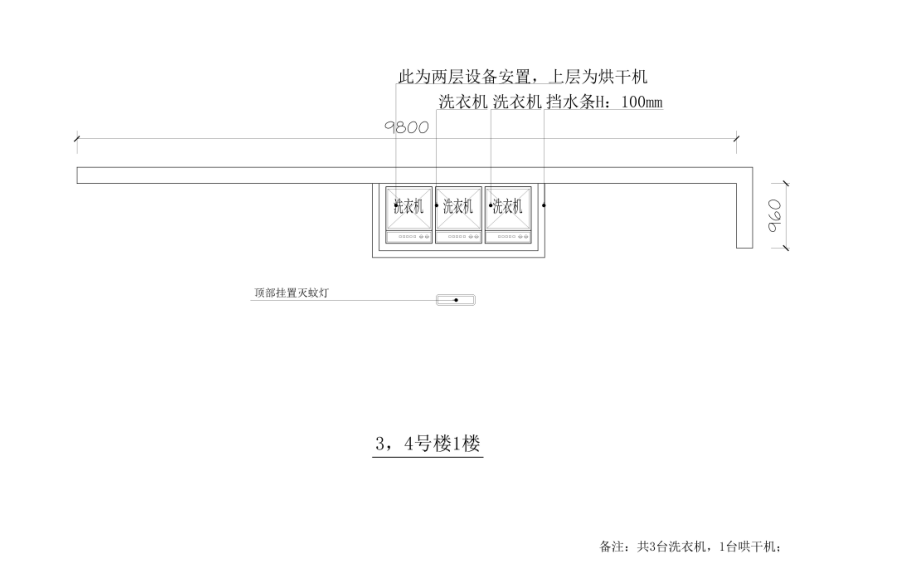 此为两层设备安置，上层为烘干机
洗衣机 洗衣机 挡水条H：100mm
9800
洗衣机 洗衣机 洗衣机
960
顶部挂置灭蚊灯
3，4号楼1楼
备注：共3台洗衣机，1台哄干机；